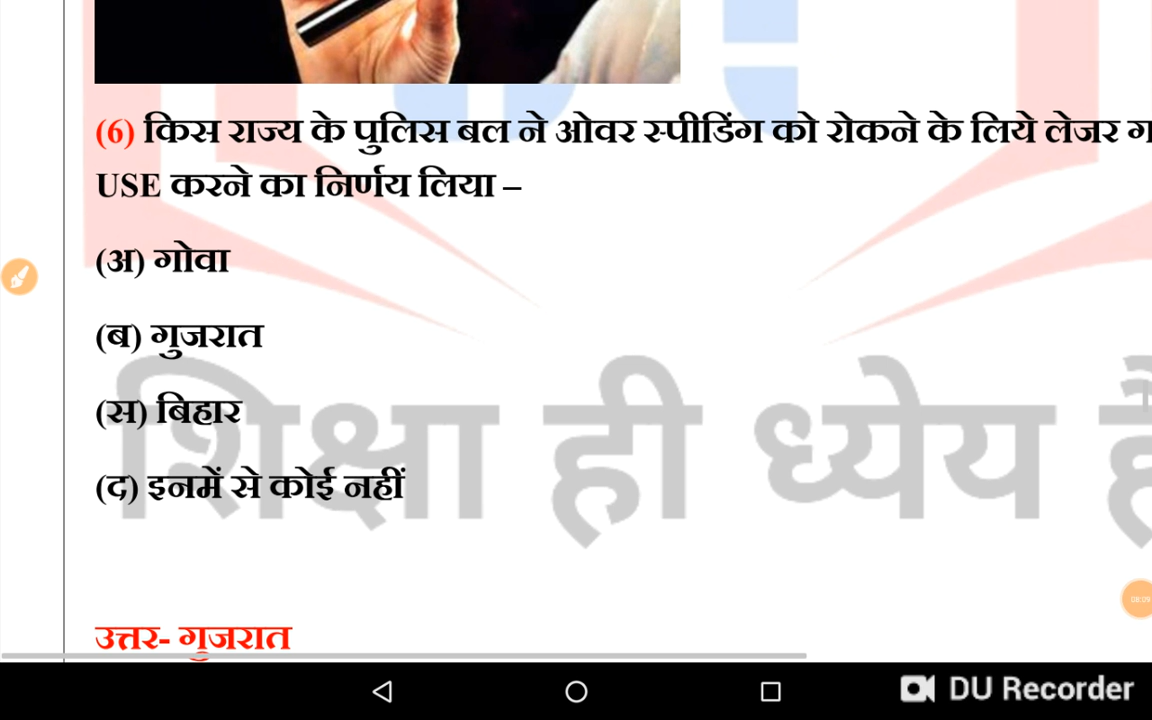 (6) किस राज्य के पुलिस बल ने ओवर स्पीडिंग को रोकने के लिये लेजर
USE करने का निर्णय लिया –
(अ) गोवा
(ब) गुजरात
(स) बिहार
(द) इनमें से कोई नहीं
शिक्षा ही ध्येय है
उत्तर- गुजरात
DU Recorder